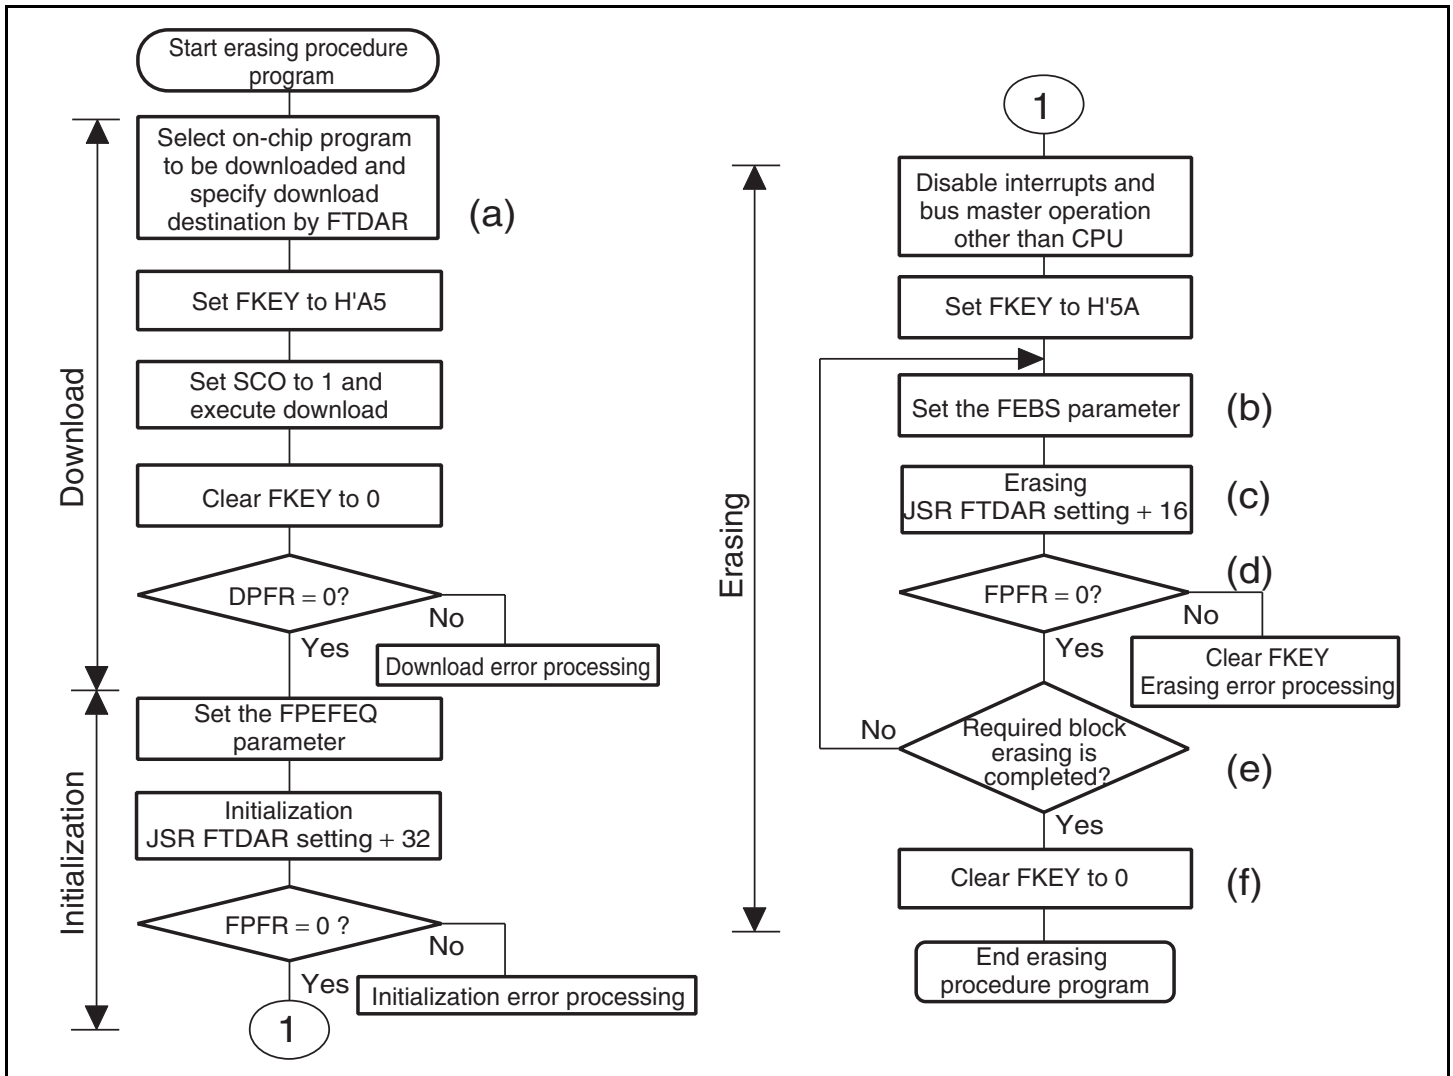 Start erasing procedure
program
Download
Select on-chip program
to be downloaded and
specify download
destination by FTDAR
(a)
Set FKEY to H'A5
Set SCO to 1 and
execute download
Clear FKEY to 0
DPFR = 0?
No
Yes
Download error processing
Initialization
Set the FPEFEQ
parameter
Initialization
JSR FTDAR setting + 32
FPFR = 0 ?
No
Yes
Initialization error processing
1
1
Erasing
Disable interrupts and
bus master operation
other than CPU
Set FKEY to H'5A
Set the FEBS parameter
(b)
Erasing
JSR FTDAR setting + 16
(c)
(d)
FPFR = 0?
No
Yes
Clear FKEY
Erasing error processing
No
Required block
erasing is
completed?
(e)
Yes
Clear FKEY to 0
(f)
End erasing
procedure program